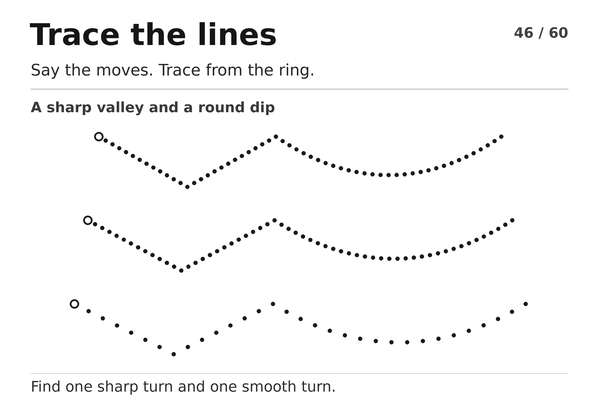 Trace the lines
46 / 60
Say the moves. Trace from the ring.
A sharp valley and a round dip
Find one sharp turn and one smooth turn.